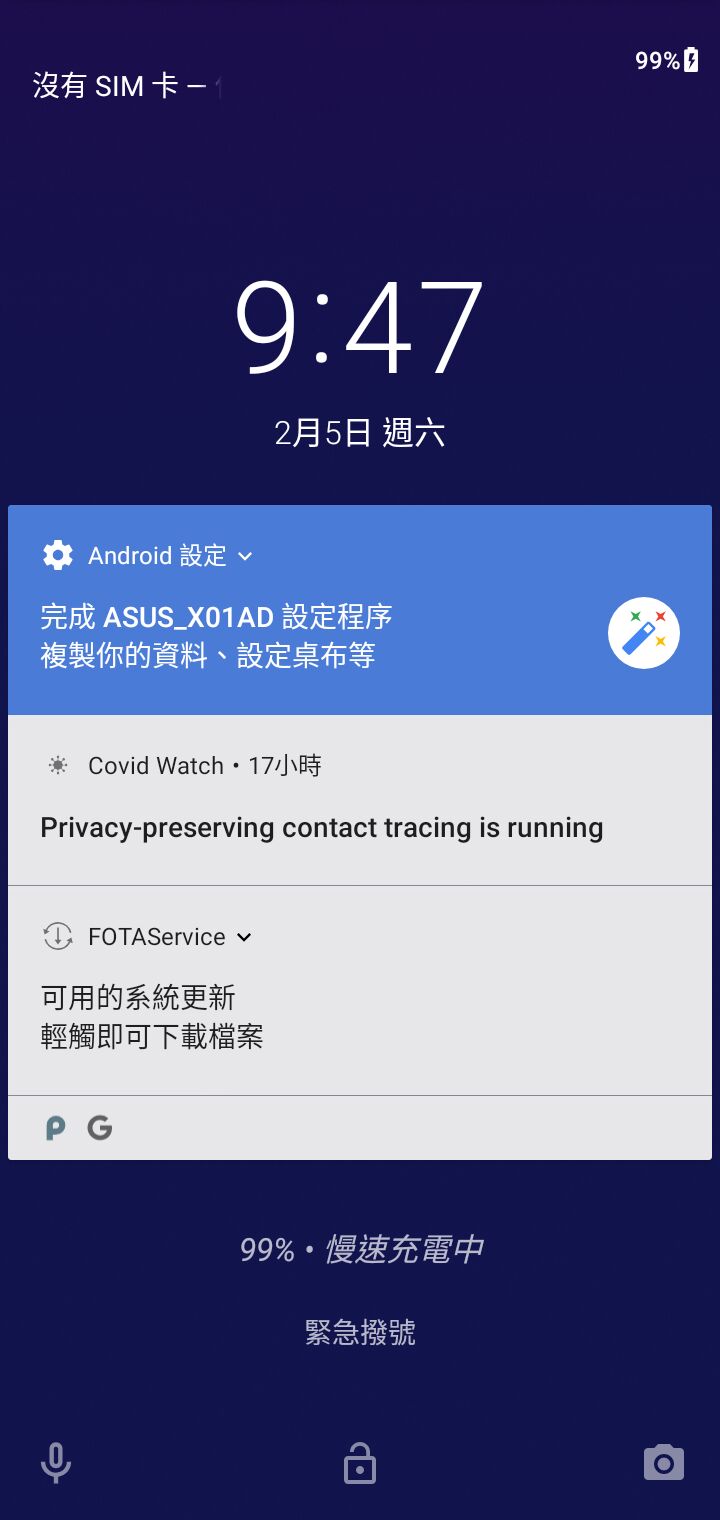 99%
沒有 SIM 卡 —
9:47
2月5日 週六
Android 設定
完成 ASUS_X01AD 設定程序
複製你的資料、設定桌布等
Covid Watch • 17小時
Privacy-preserving contact tracing is running
FOTAService
可用的系統更新
輕觸即可下載檔案
P G
99% • 慢速充電中
緊急撥號